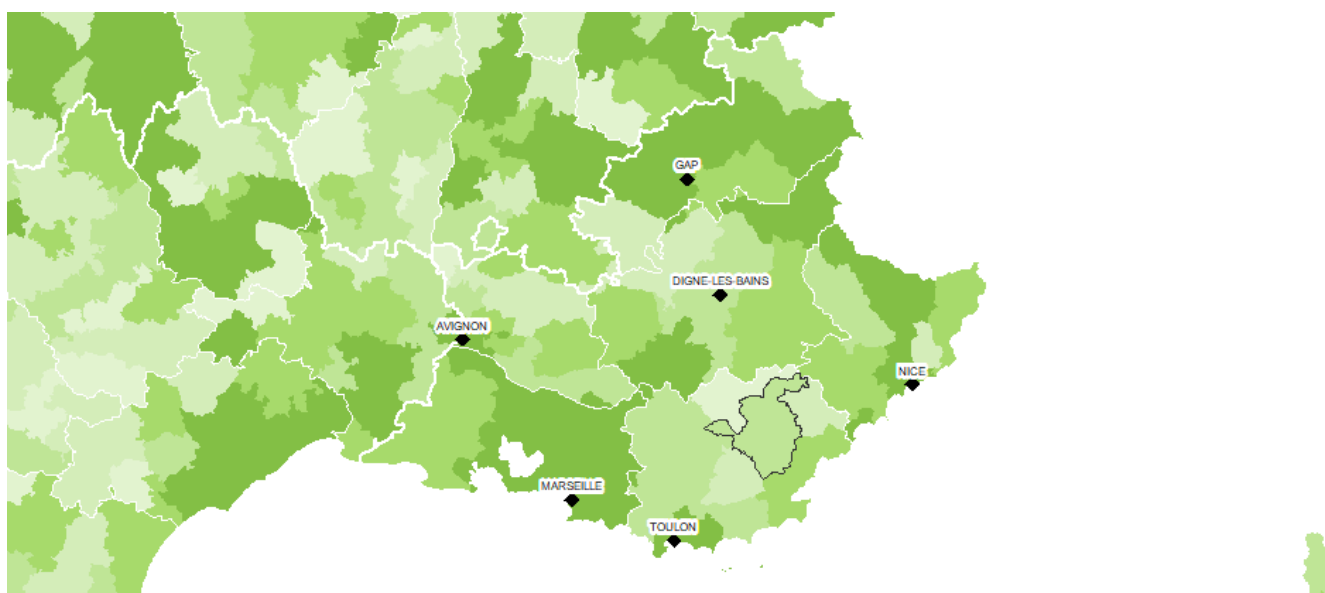 GAP
DIGNE-LES-BAINS
AVIGNON
NICE
MARSEILLE
TOULON